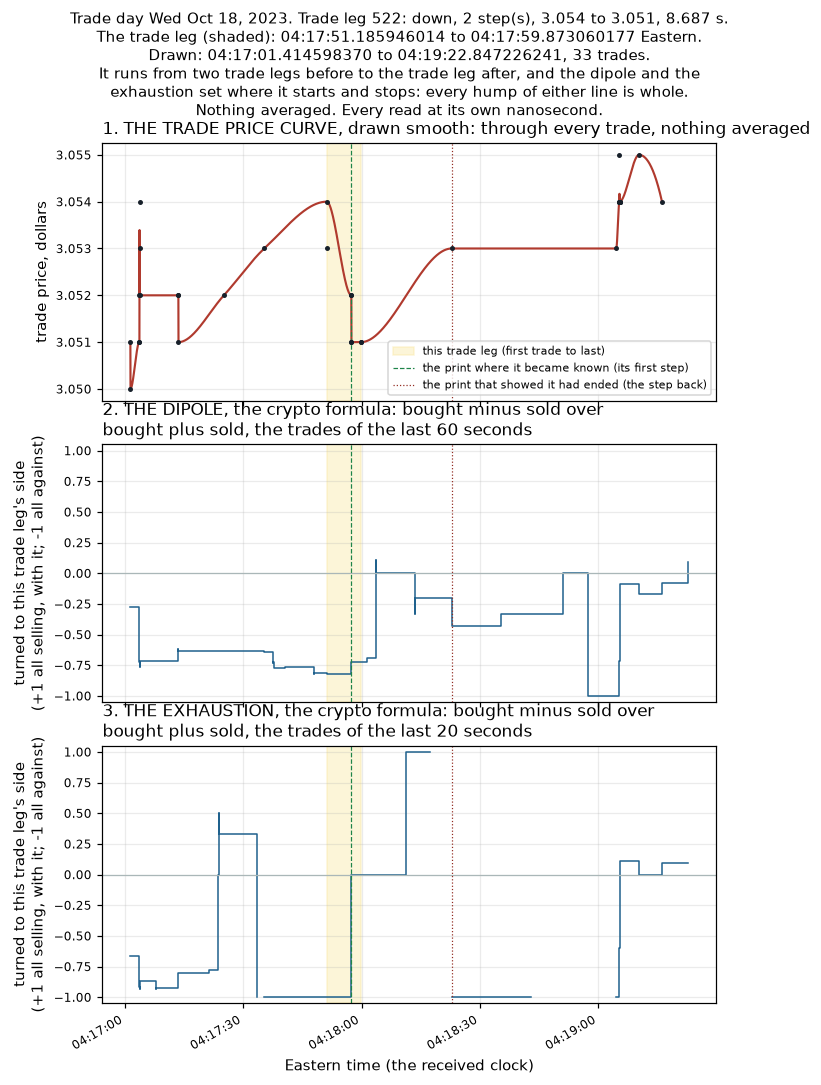 Trade day Wed Oct 18, 2023. Trade leg 522: down, 2 step(s), 3.054 to 3.051, 8.687 s.
The trade leg (shaded): 04:17:51.185946014 to 04:17:59.873060177 Eastern.
Drawn: 04:17:01.414598370 to 04:19:22.847226241, 33 trades.
It runs from two trade legs before to the trade leg after, and the dipole and the
exhaustion set where it starts and stops: every hump of either line is whole.
Nothing averaged. Every read at its own nanosecond.
1. THE TRADE PRICE CURVE, drawn smooth: through every trade, nothing averaged
trade price, dollars
3.055
3.054
3.053
3.052
3.051
3.050
this trade leg (first trade to last)
the print where it became known (its first step)
the print that showed it had ended (the step back)
2. THE DIPOLE, the crypto formula: bought minus sold over
bought plus sold, the trades of the last 60 seconds
turned to this trade leg's side
(+1 all selling, with it; -1 all against)
1.00
0.75
0.50
0.25
0.00
−0.25
−0.50
−0.75
−1.00
3. THE EXHAUSTION, the crypto formula: bought minus sold over
bought plus sold, the trades of the last 20 seconds
turned to this trade leg's side
(+1 all selling, with it; -1 all against)
1.00
0.75
0.50
0.25
0.00
−0.25
−0.50
−0.75
−1.00
04:17:00
04:17:30
04:18:00
04:18:30
04:19:00
Eastern time (the received clock)